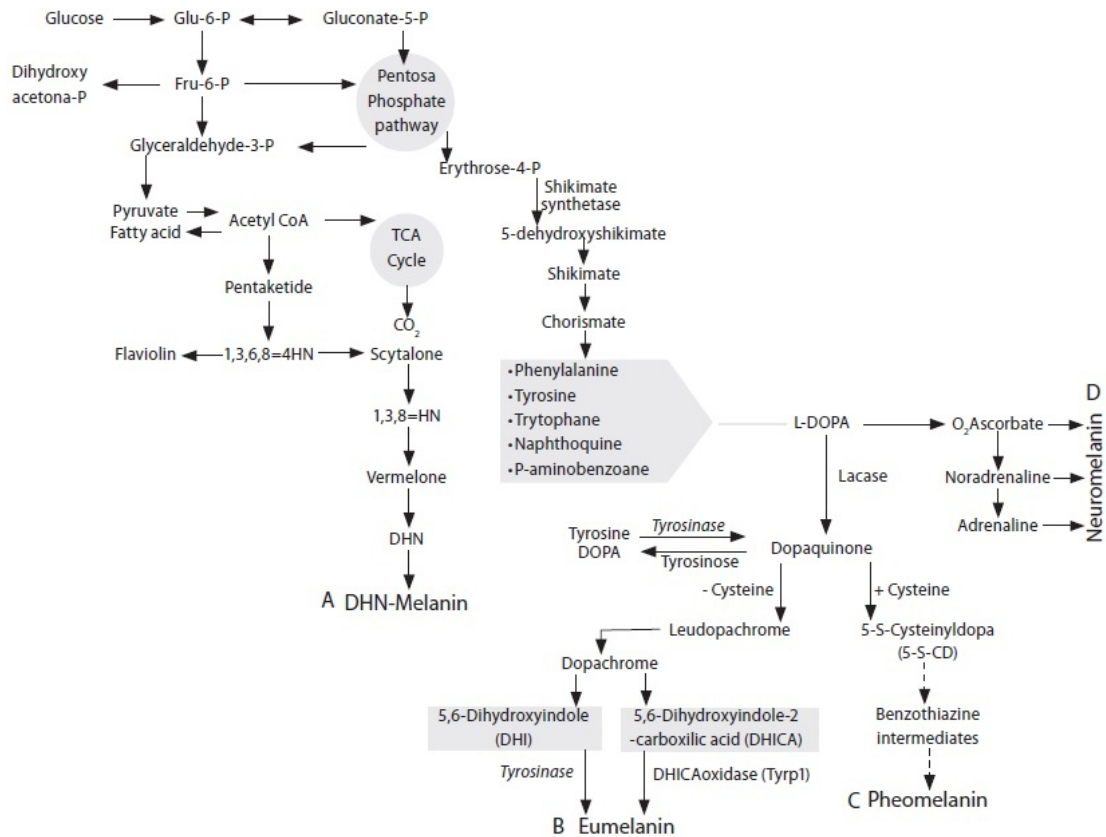 Glucose
Glu-6-P
Gluconate-5-P
Dihydroxy
acetona-P
Fru-6-P
Pentosa
Phosphate
pathway
Glyceraldehyde-3-P
Erythrose-4-P
Shikimate
synthetase
Pyruvate
Fatty acid
Acetyl CoA
TCA
Cycle
5-dehydroxyshikimate
Shikimate
Pentaketide
Chorismate
CO2
Flaviolin
1,3,6,8=4HN
Scytalone
•Phenylalanine
•Tyrosine
•Trytophane
•Naphthoquine
•P-aminobenzoane
1,3,8=HN
Vermelone
DHN
A DHN-Melanin
L-DOPA
O2Ascorbate
Noradrenaline
Adrenaline
Neuromelanin D
Lacase
Tyrosine
DOPA
Tyrosinase
Tyrosinose
Dopaquinone
- Cysteine
+ Cysteine
Leudopachrome
5-S-Cysteinyldopa
(5-S-CD)
Dopachrome
5,6-Dihydroxyindole
(DHI)
5,6-Dihydroxyindole-2
-carboxilic acid (DHICA)
Benzothiazine
intermediates
Tyrosinase
DHICAoxidase (Tyrp1)
B Eumelanin
C Pheomelanin